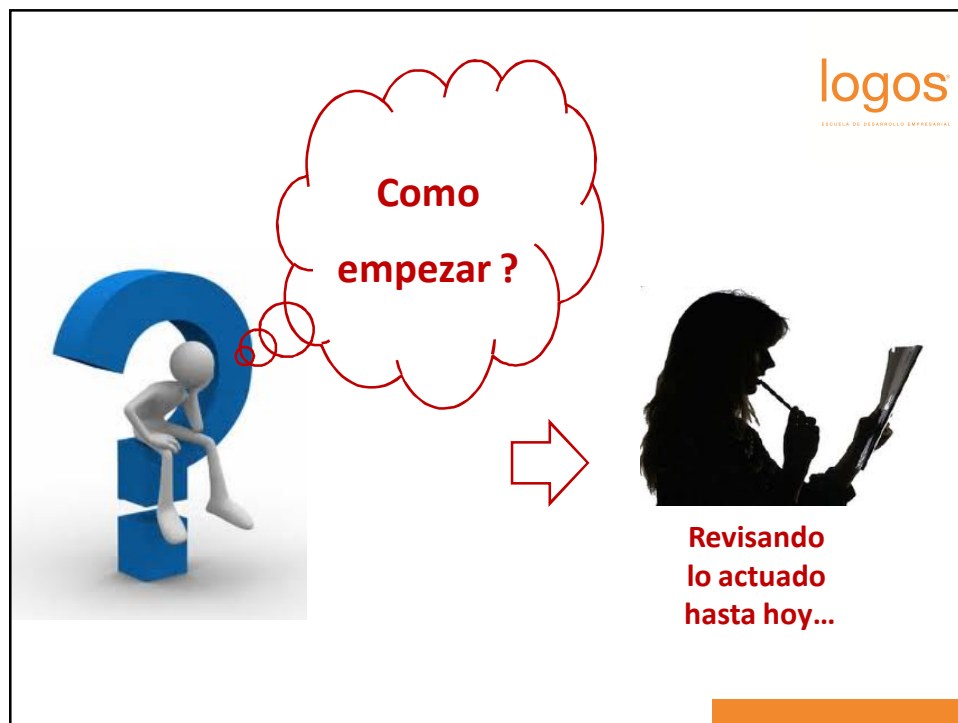 logos
ESCUELA DE DESARROLLO EMPRESARIAL
Como
empezar ?
Revisando
lo actuado
hasta hoy…